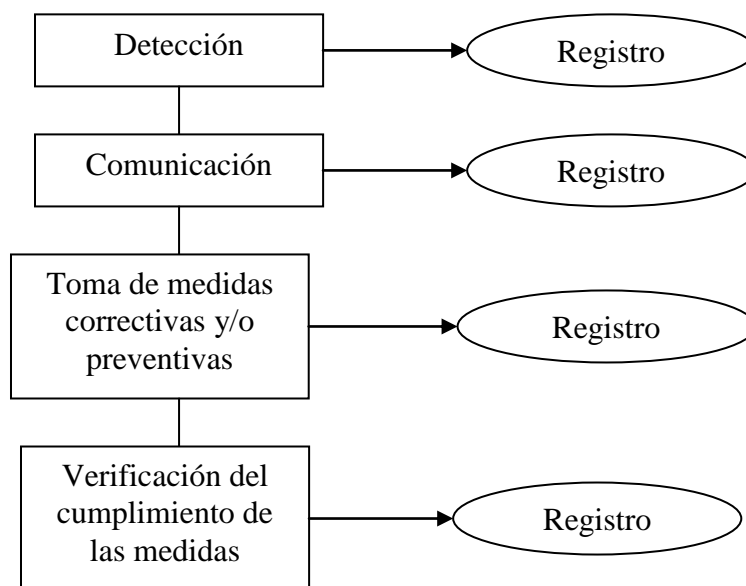 Detección
Registro
Comunicación
Registro
Toma de medidas
correctivas y/o
preventivas
Registro
Verificación del
cumplimiento de
las medidas
Registro